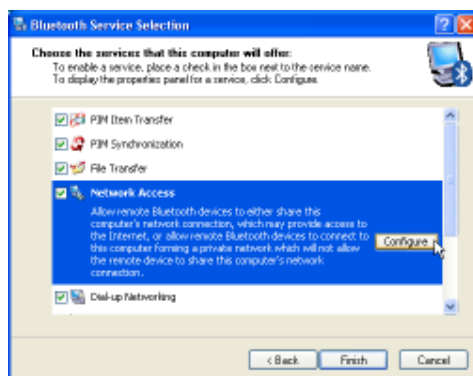 Bluetooth Service Selection
Choose the services that this computer will offer:
To enable a service, place a check in the box next to the service name.
To display the properties panel for a service, click Configure.
PIM Item Transfer
PIM Synchronization
File Transfer
Network Access
Allow remote Bluetooth devices to either share this
computer's network connection, which may provide access to
the Internet, or allow remote Bluetooth devices to connect to
this computer forming a private network which will not allow
the remote device to share this computer's network
connection.
Configure
Dial-up Networking
< Back
Finish
Cancel